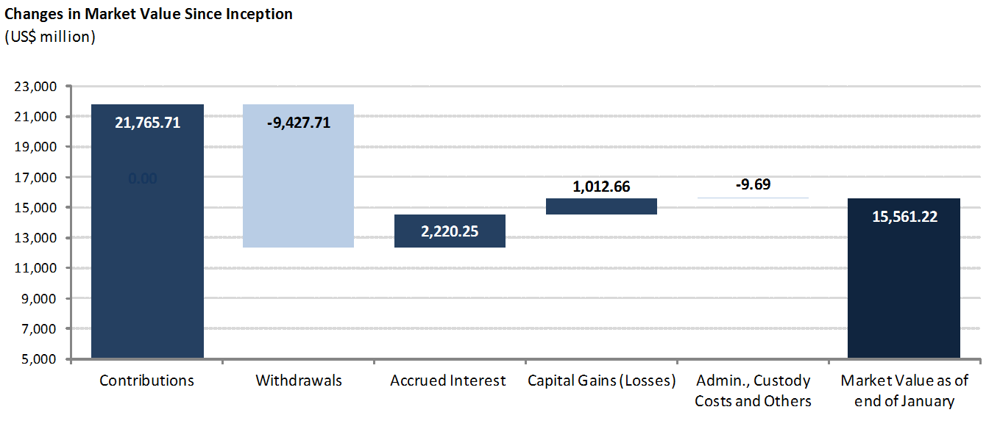 Changes in Market Value Since Inception
(US$ million)
23,000
21,000
19,000
17,000
15,000
13,000
11,000
9,000
7,000
5,000
21,765.71
0.00
-9,427.71
2,220.25
1,012.66
-9.69
15,561.22
Contributions
Withdrawals
Accrued Interest
Capital Gains (Losses)
Admin., Custody
Costs and Others
Market Value as of
end of January